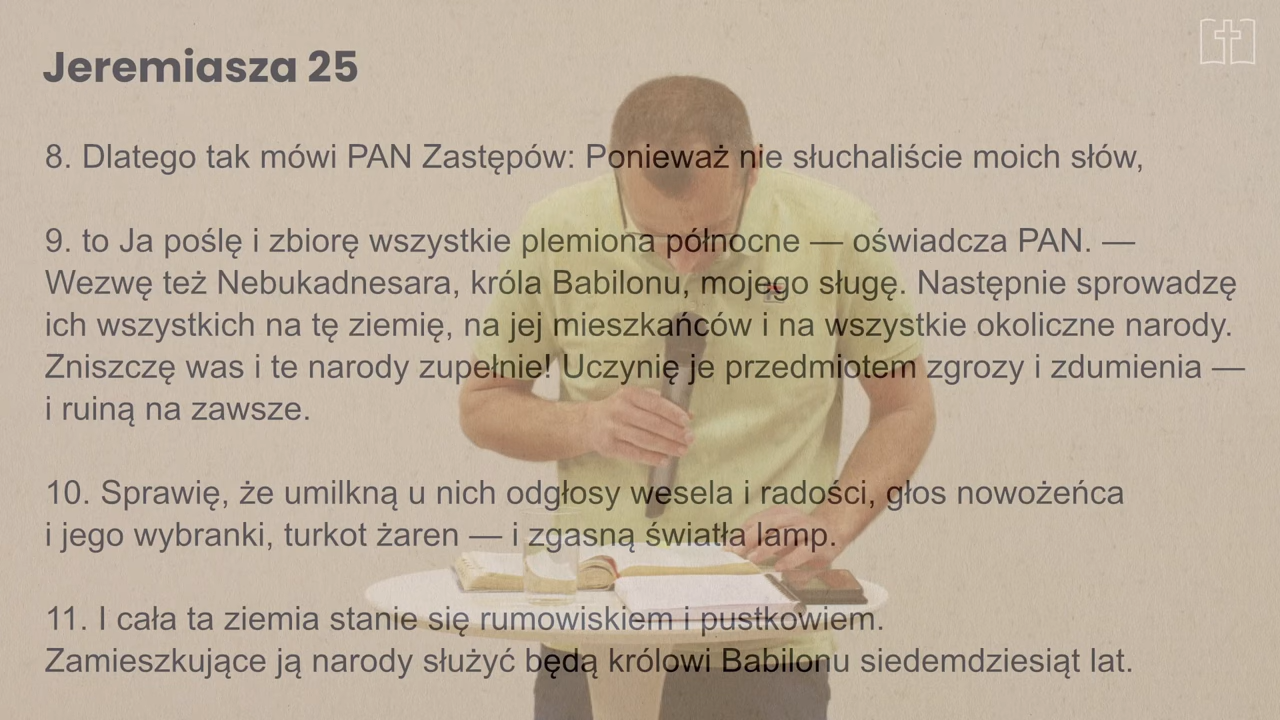 Jeremiasza 25
8. Dlatego tak mówi PAN Zastępów: Ponieważ nie słuchaliście moich słów,
9. to Ja poślę i zbiorę wszystkie plemiona północne — oświadcza PAN. —
Wezwę też Nebukadnesara, króla Babilonu, mojego sługę. Następnie sprowadzę
ich wszystkich na tę ziemię, na jej mieszkańców i na wszystkie okoliczne narody.
Zniszczę was i te narody zupełnie! Uczynię je przedmiotem zgrozy i zdumienia —
i ruiną na zawsze.
10. Sprawię, że umilkną u nich odgłosy wesela i radości, głos nowożeńca
i jego wybranki, turkot żaren — i zgasną światła lamp.
11. I cała ta ziemia stanie się rumowiskiem i pustkowiem.
Zamieszkujące ją narody służyć będą królowi Babilonu siedemdziesiąt lat.